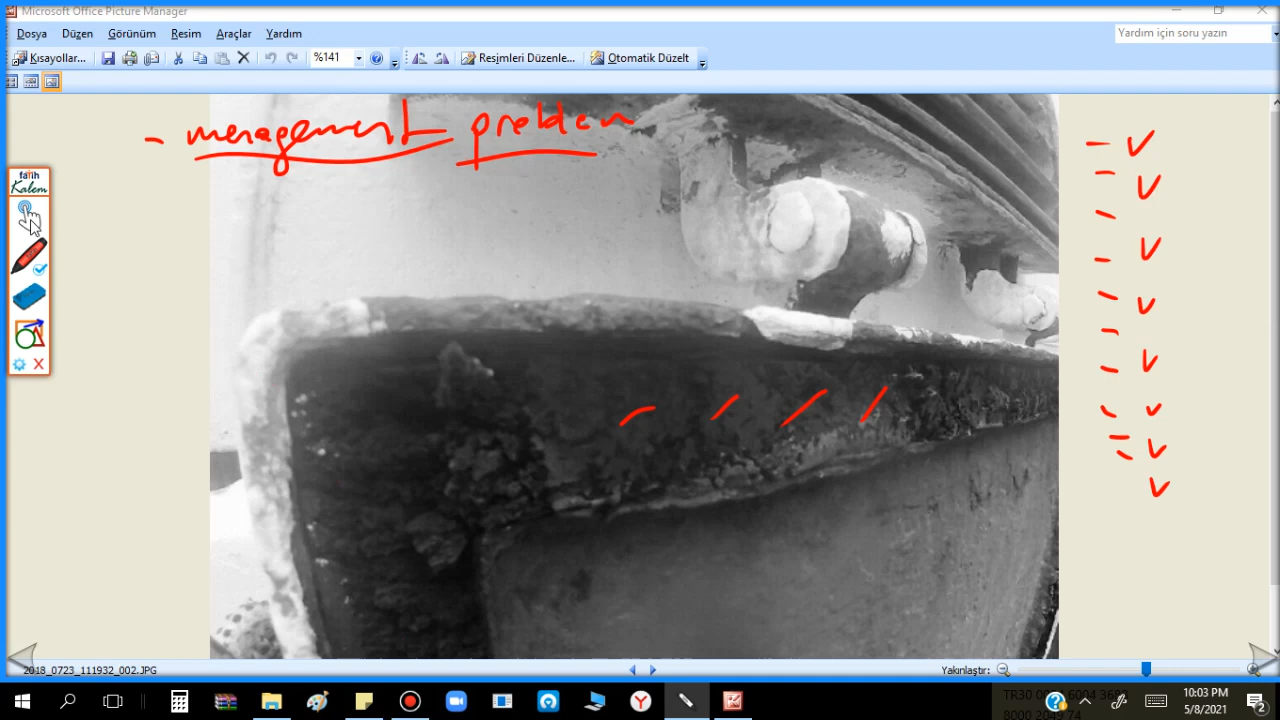 Microsoft Office Picture Manager
Dosya Düzen Görünüm Resim Araçlar Yardım
Yardım için soru yazın
Kısayollar... %141 Resimleri Düzenle... Otomatik Düzelt
- menagement problem
fatih
Kalem
2018_0723_111932_002.JPG
Yakınlaştır:
10:03 PM
5/8/2021
2